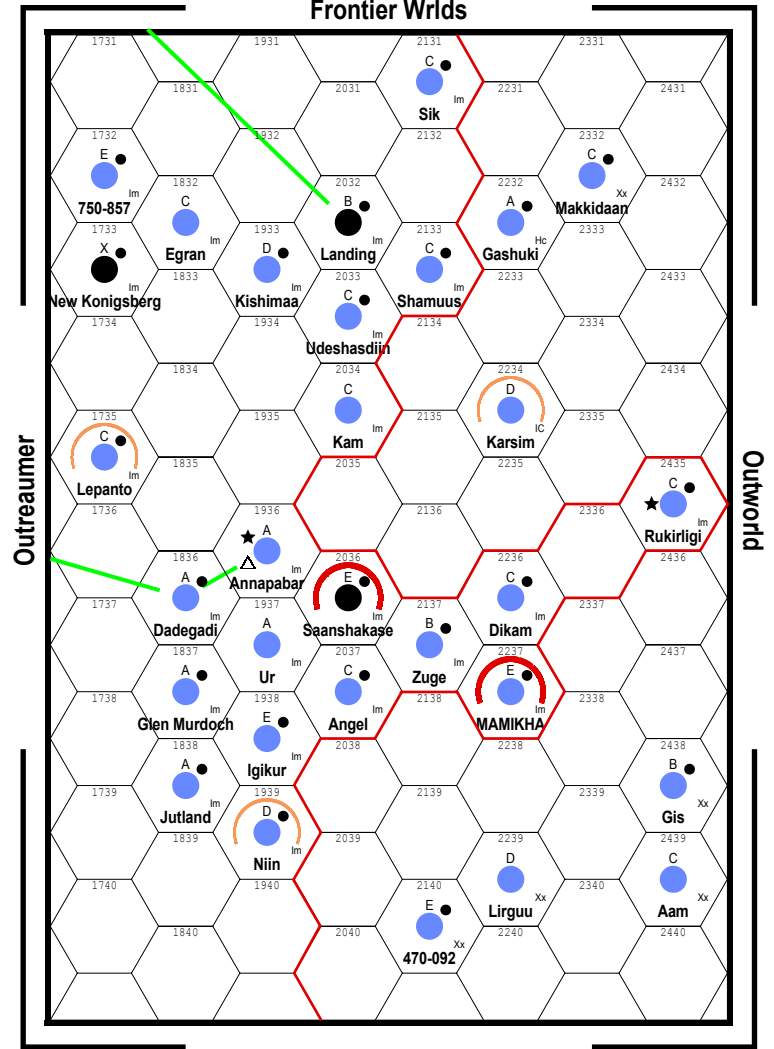 Frontier Wrlds
1731
1931
2131
C
Im
Sik
2331
1831
2031
2231
2431
1732
E
Im
750-857
1932
2132
2332
C
Xx
Makkidaan
1832
C
Im
Egran
2032
B
Im
Landing
2232
A
Hc
Gashuki
2432
1733
X
Im
New Konigsberg
1933
D
Im
Kishimaa
2133
C
Im
Shamuus
2333
1833
2033
C
Im
Udeshasdiin
2233
2433
1734
1934
2134
2334
1834
2034
C
Im
Kam
2234
D
IC
Karsim
2434
1735
C
Im
Lepanto
1935
2135
2335
1835
2035
2235
2435
C
Im
Rukirligi
1736
1936
A
Im
Annapabar
2136
2336
1836
A
Im
Dadegadi
2036
E
Im
Saanshakase
2236
C
Im
Dikam
2436
1737
1937
A
Im
Ur
2137
B
Im
Zuge
2337
1837
A
Im
Glen Murdoch
2037
C
Im
Angel
2237
E
Im
MAMIKHA
2437
1738
1938
E
Im
Igikur
2138
2338
1838
A
Im
Jutland
2038
2238
2438
B
Xx
Gis
1739
1939
D
Im
Niin
2139
2339
1839
2039
2239
D
Xx
Lirguu
2439
C
Xx
Aam
1740
1940
2140
E
Xx
470-092
2340
1840
2040
2240
2440
Outreaumer
Outworld